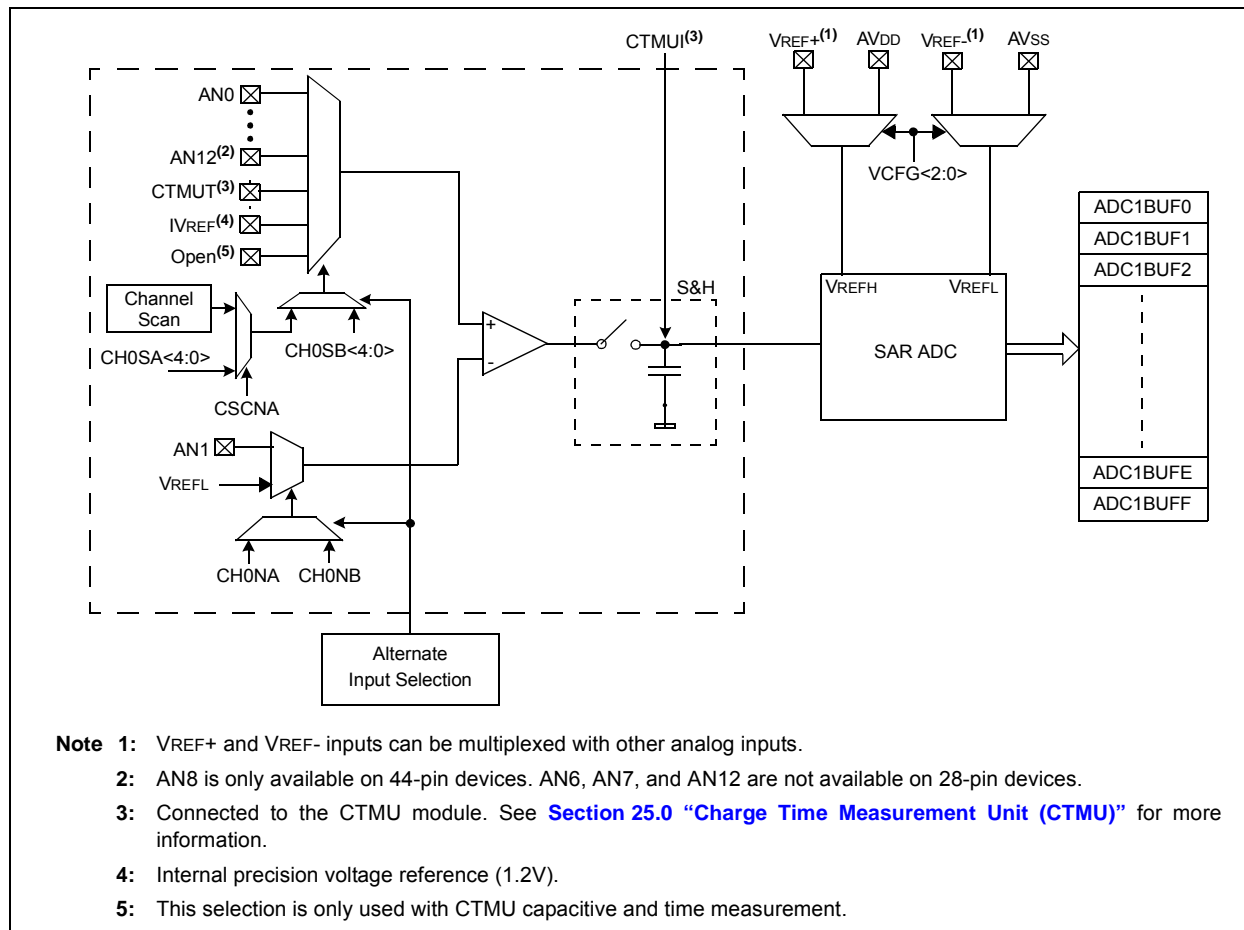 CTMUI(3)
VREF+(1) AVDD VREF-(1) AVSS
AN0
AN12(2)
CTMUT(3)
IVREF(4)
Open(5)
VCFG<2:0>
ADC1BUF0
ADC1BUF1
ADC1BUF2
Channel
Scan
S&H
VREFH VREFL
+
-
SAR ADC
CH0SA<4:0>
CH0SB<4:0>
CSCNA
AN1
VREFL
ADC1BUFE
ADC1BUFF
CH0NA CH0NB
Alternate
Input Selection
Note 1: VREF+ and VREF- inputs can be multiplexed with other analog inputs.
2: AN8 is only available on 44-pin devices. AN6, AN7, and AN12 are not available on 28-pin devices.
3: Connected to the CTMU module. See Section 25.0 “Charge Time Measurement Unit (CTMU)” for more
information.
4: Internal precision voltage reference (1.2V).
5: This selection is only used with CTMU capacitive and time measurement.